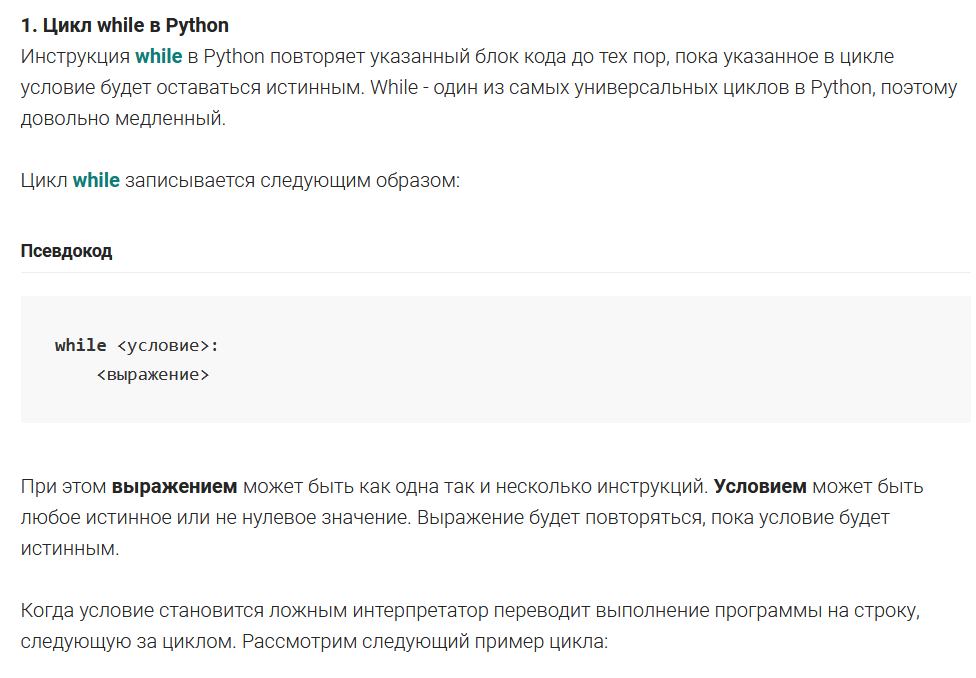 1. Цикл while в Python
Инструкция while в Python повторяет указанный блок кода до тех пор, пока указанное в цикле
условие будет оставаться истинным. While - один из самых универсальных циклов в Python, поэтому
довольно медленный.
Цикл while записывается следующим образом:
Псевдокод
while <условие>:
    <выражение>
При этом выражением может быть как одна так и несколько инструкций. Условием может быть
любое истинное или не нулевое значение. Выражение будет повторяться, пока условие будет
истинным.
Когда условие становится ложным интерпретатор переводит выполнение программы на строку,
следующую за циклом. Рассмотрим следующий пример цикла: